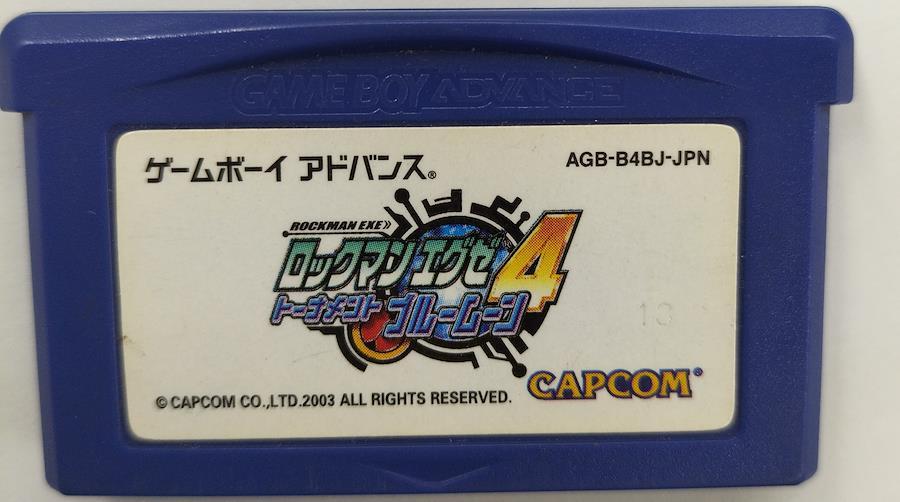 GAME BOY ADVANCE
ゲームボーイ アドバンス®
AGB-B4BJ-JPN
ROCKMAN EXE
ロックマン エグゼ® 4
トーナメント ブルームーン
10
CAPCOM®
© CAPCOM CO.,LTD.2003 ALL RIGHTS RESERVED.